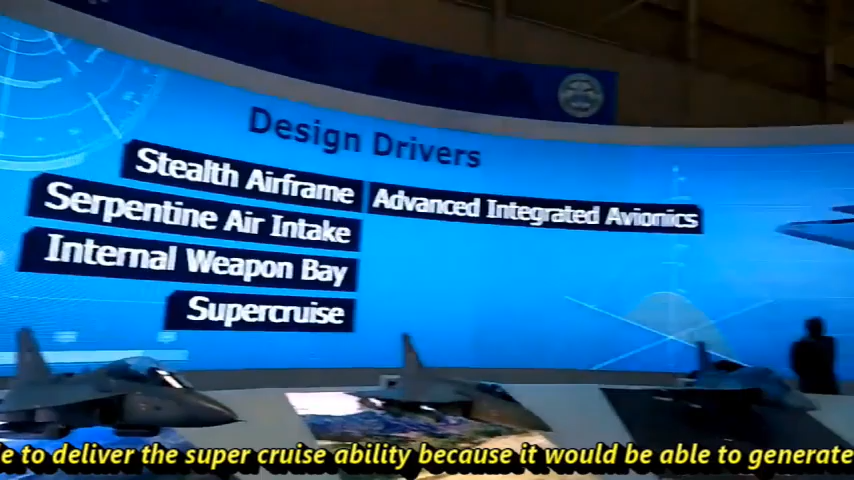 Design Drivers
Stealth Airframe
Advanced Integrated Avionics
Serpentine Air Intake
Internal Weapon Bay
Supercruise
to deliver the super cruise ability because it would be able to generate